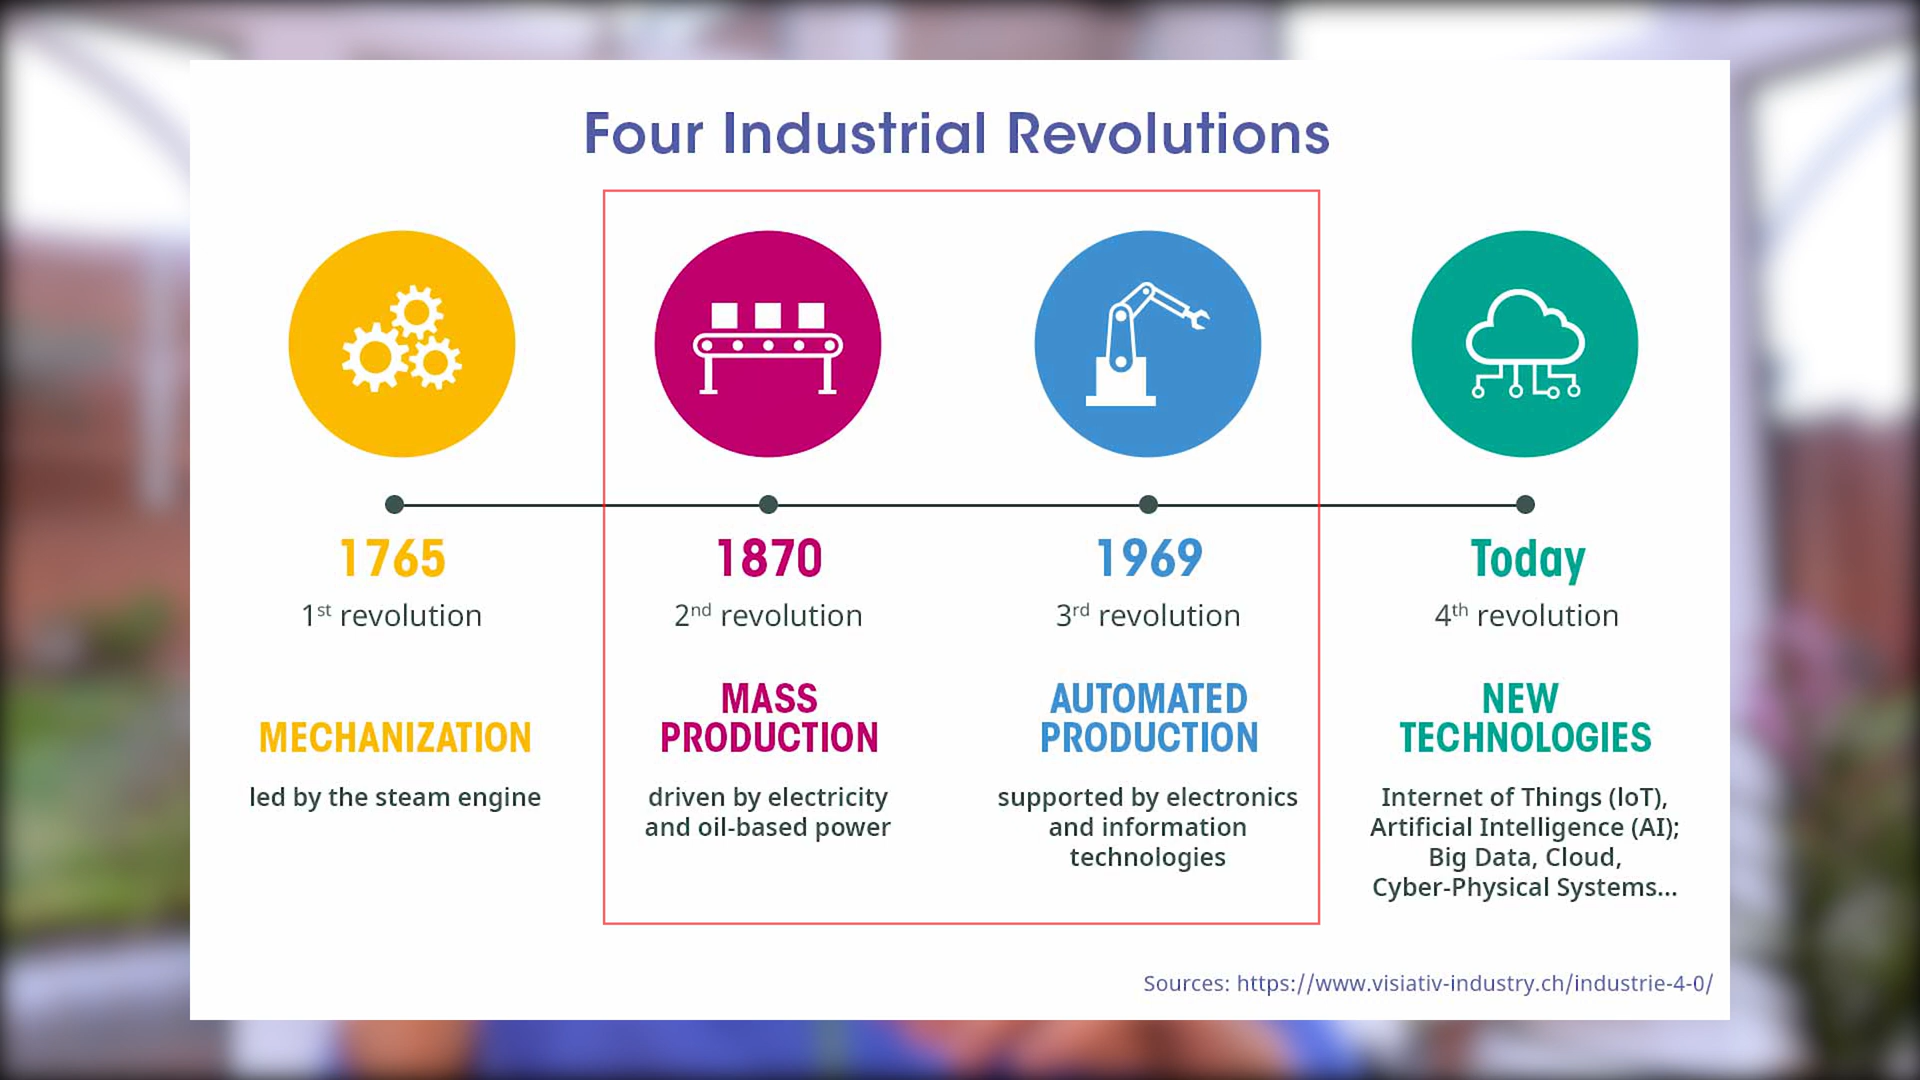 Four Industrial Revolutions
1765
1st revolution
MECHANIZATION
led by the steam engine
1870
2nd revolution
MASS
PRODUCTION
driven by electricity
and oil-based power
1969
3rd revolution
AUTOMATED
PRODUCTION
supported by electronics
and information
technologies
Today
4th revolution
NEW
TECHNOLOGIES
Internet of Things (IoT),
Artificial Intelligence (AI);
Big Data, Cloud,
Cyber-Physical Systems...
Sources: https://www.visiativ-industry.ch/industrie-4-0/